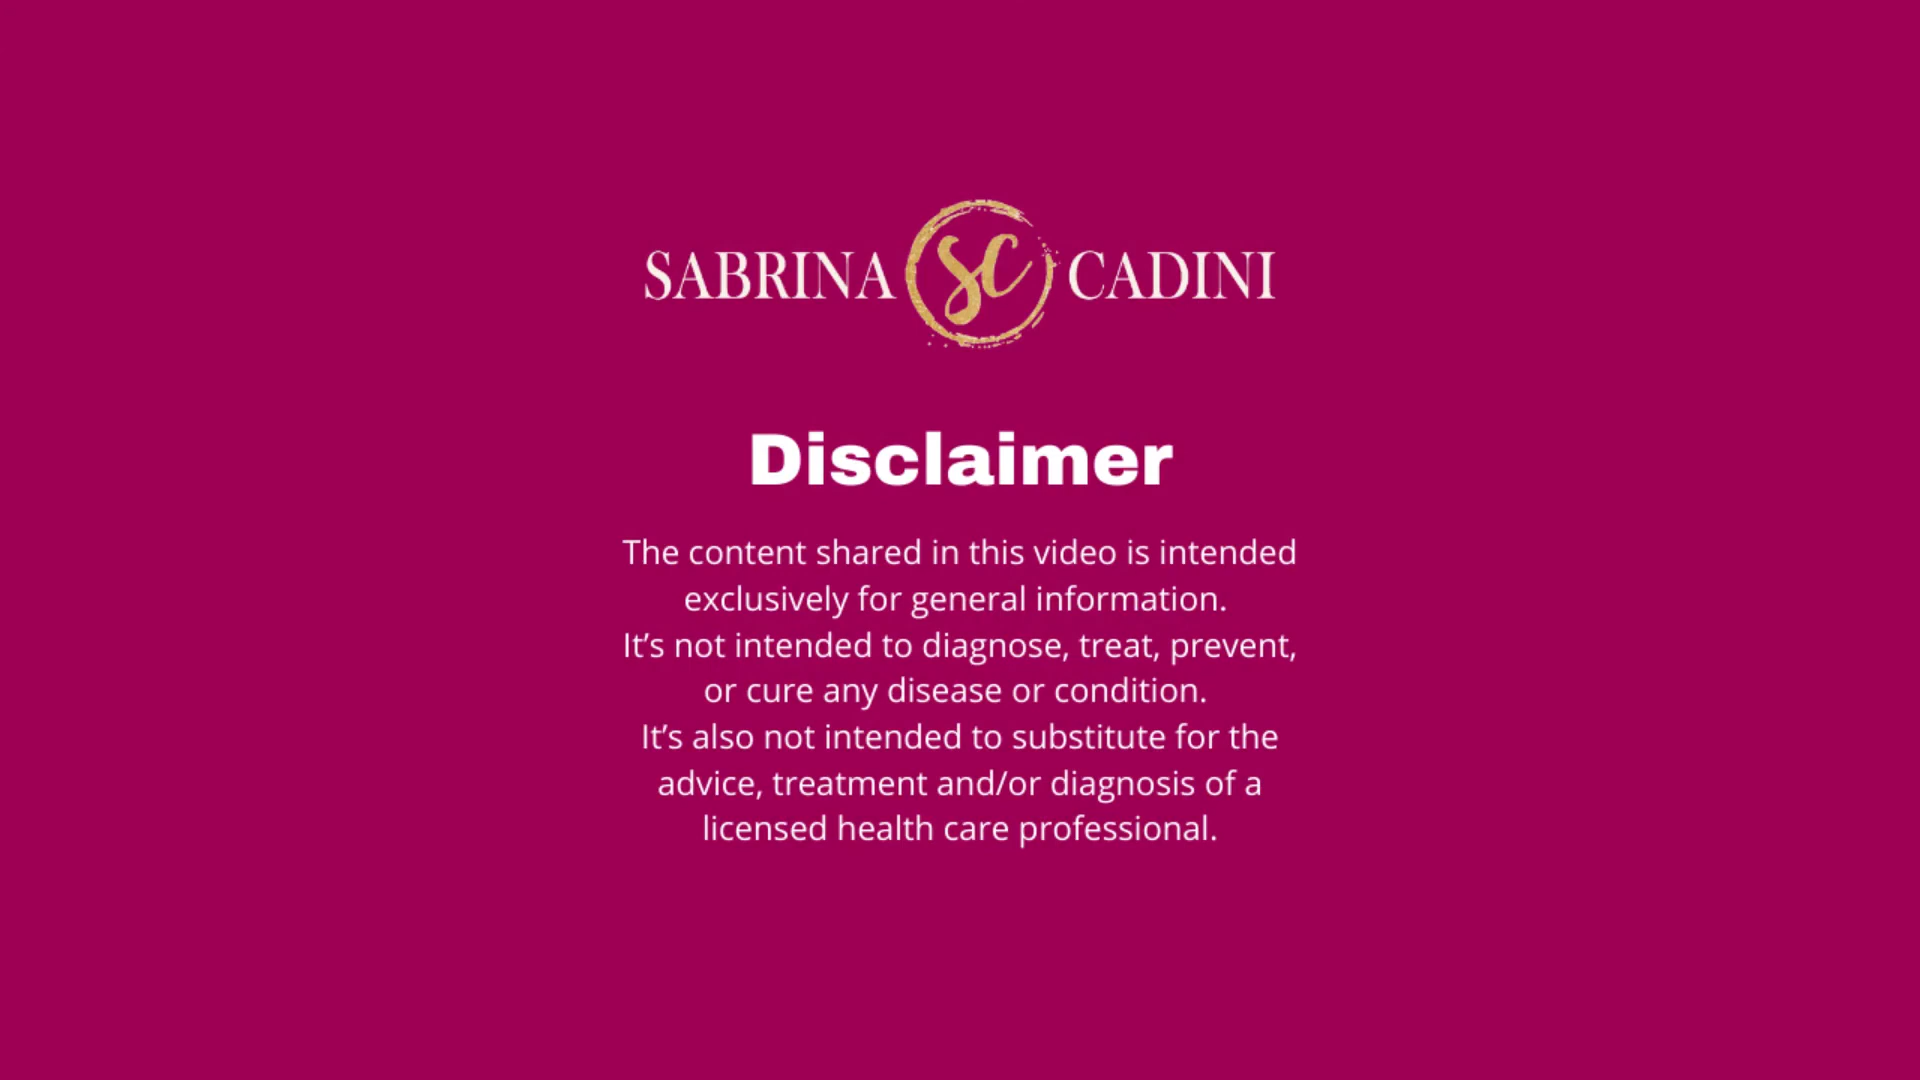 SABRINA SC CADINI
Disclaimer
The content shared in this video is intended
exclusively for general information.
It’s not intended to diagnose, treat, prevent,
or cure any disease or condition.
It’s also not intended to substitute for the
advice, treatment and/or diagnosis of a
licensed health care professional.